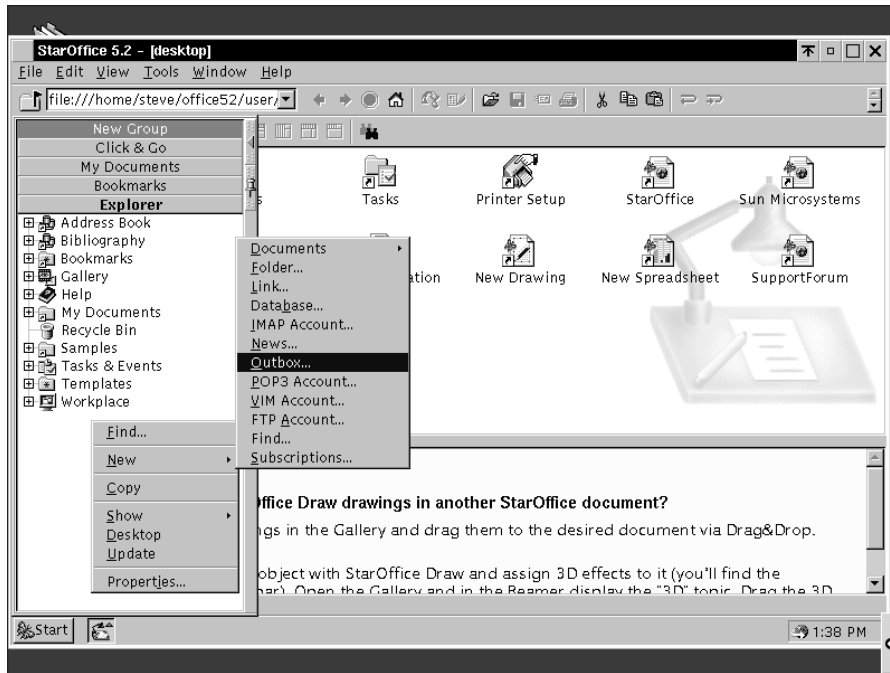 StarOffice 5.2 – [desktop]
File Edit View Tools Window Help
file:///home/steve/office52/user/
New Group
Click & Go
My Documents
Bookmarks
Explorer
Address Book
Bibliography
Bookmarks
Gallery
Help
My Documents
Recycle Bin
Samples
Tasks & Events
Templates
Workplace
Find...
New
Copy
Show
Desktop
Update
Properties...
Documents
Folder...
Link...
Database...
IMAP Account...
News...
Outbox...
POP3 Account...
VIM Account...
FTP Account...
Find...
Subscriptions...
Tasks Printer Setup StarOffice Sun Microsystems
New Drawing New Spreadsheet SupportForum
Office Draw drawings in another StarOffice document?
in the Gallery and drag them to the desired document via Drag&Drop.
object with StarOffice Draw and assign 3D effects to it (you'll find the
Open the Gallery and in the Beamer display the "3D" topic. Drag the 3D
Start 1:38 PM